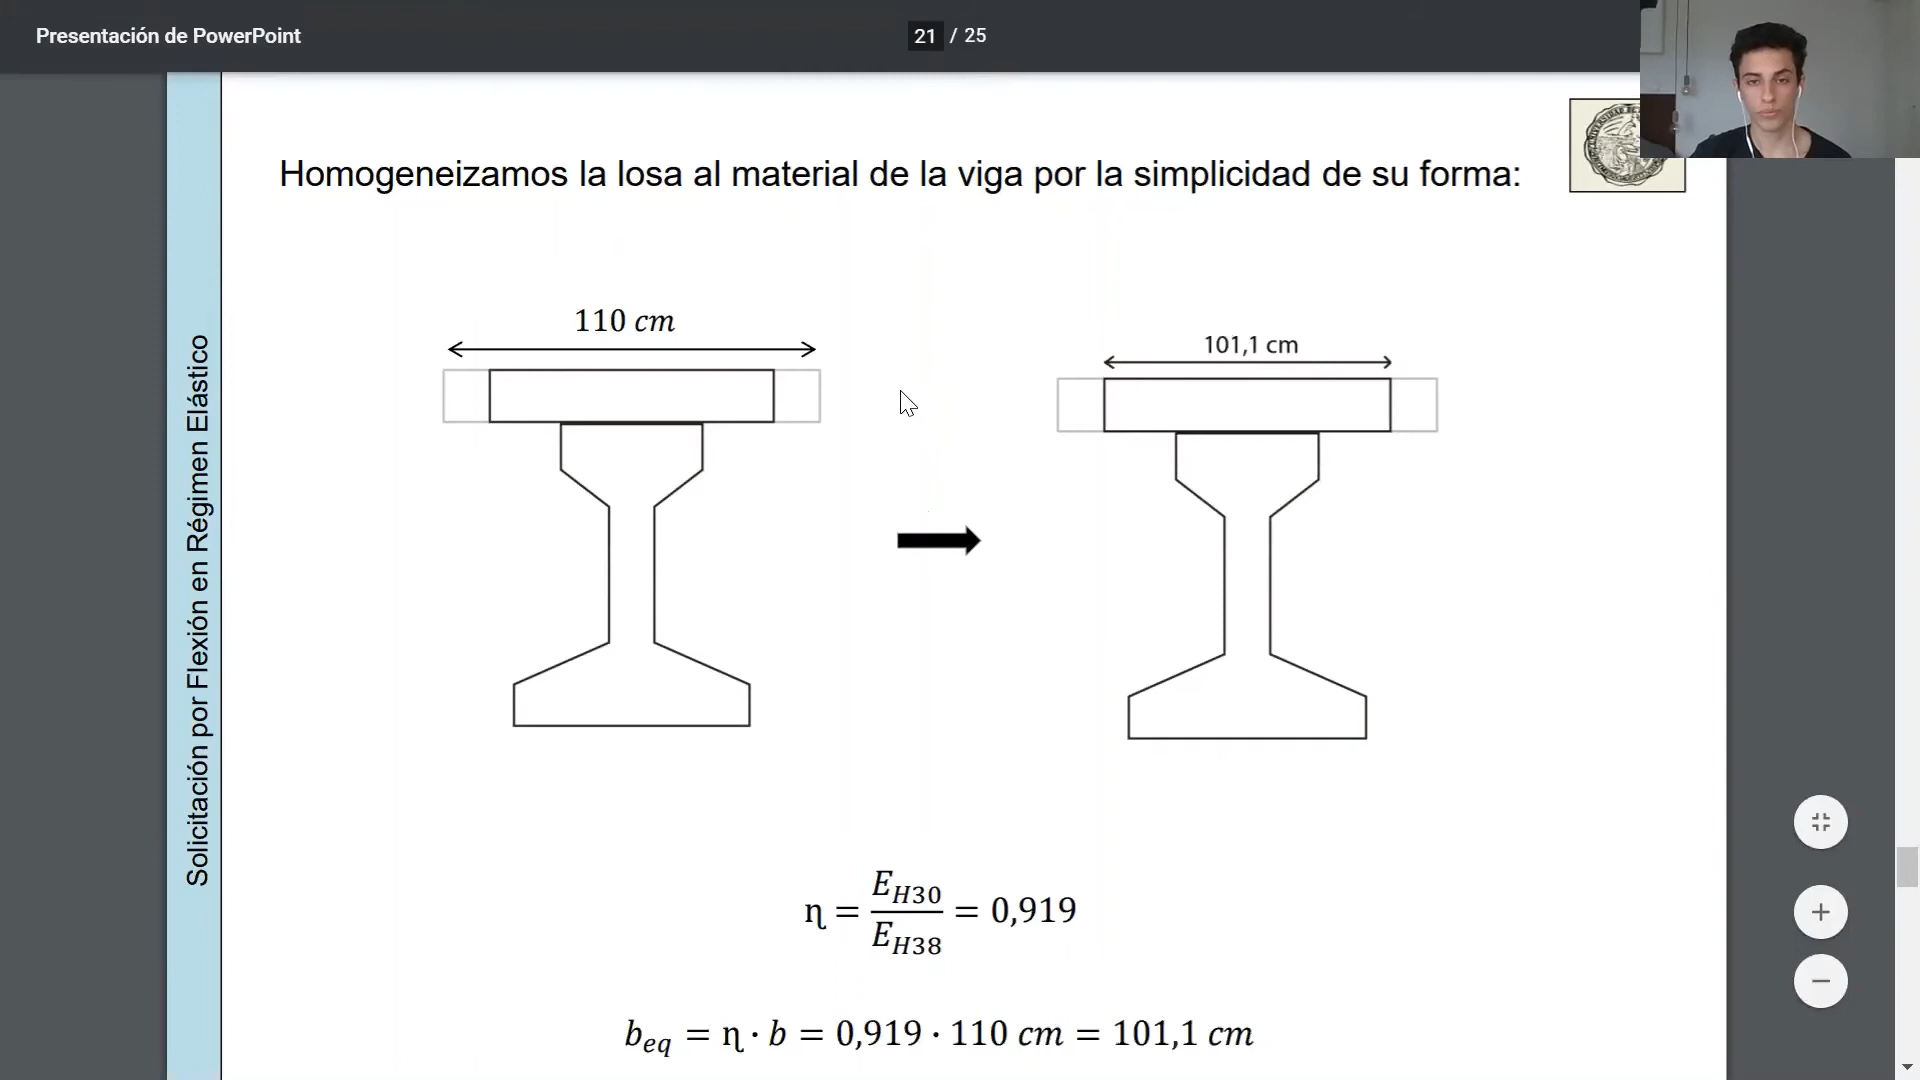 Presentación de PowerPoint
21 / 25
Homogeneizamos la losa al material de la viga por la simplicidad de su forma:
Solicitación por Flexión en Régimen Elástico
110 cm
101,1 cm
η = E_H30 / E_H38 = 0,919
b_eq = η · b = 0,919 · 110 cm = 101,1 cm